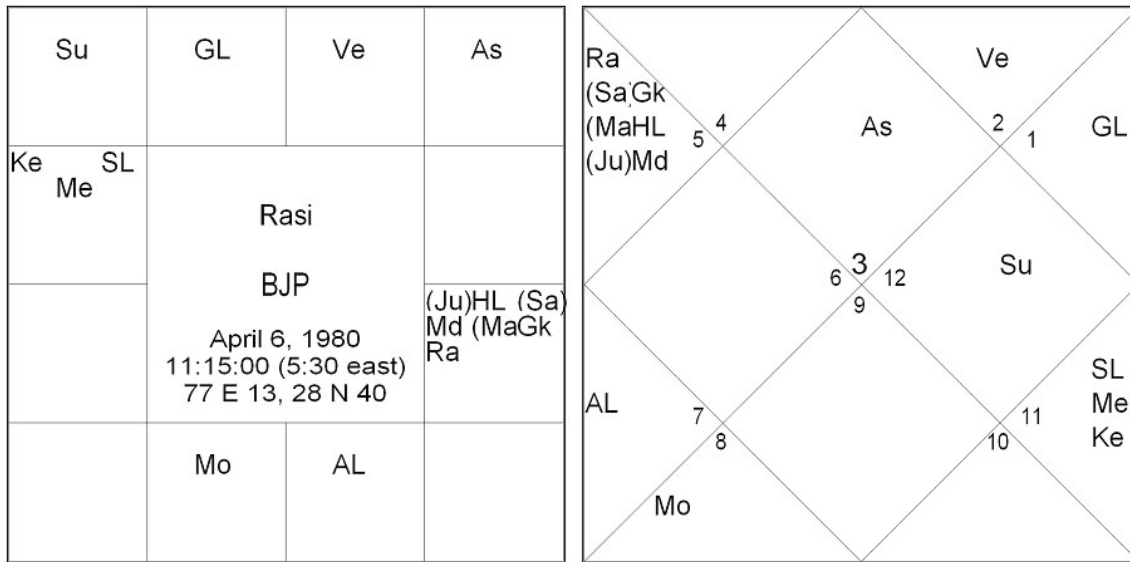 Su GL Ve As
Ke SL
Me
Rasi
BJP
April 6, 1980
11:15:00 (5:30 east)
77 E 13, 28 N 40
(Ju)HL (Sa)
Md (MaGk
Ra
Mo AL
Ra
(Sa)Gk
(MaHL
(Ju)Md
Ve
As
GL
5 4
2 1
3
6 12
9
Su
AL
7
8
10
11
SL
Me
Ke
Mo